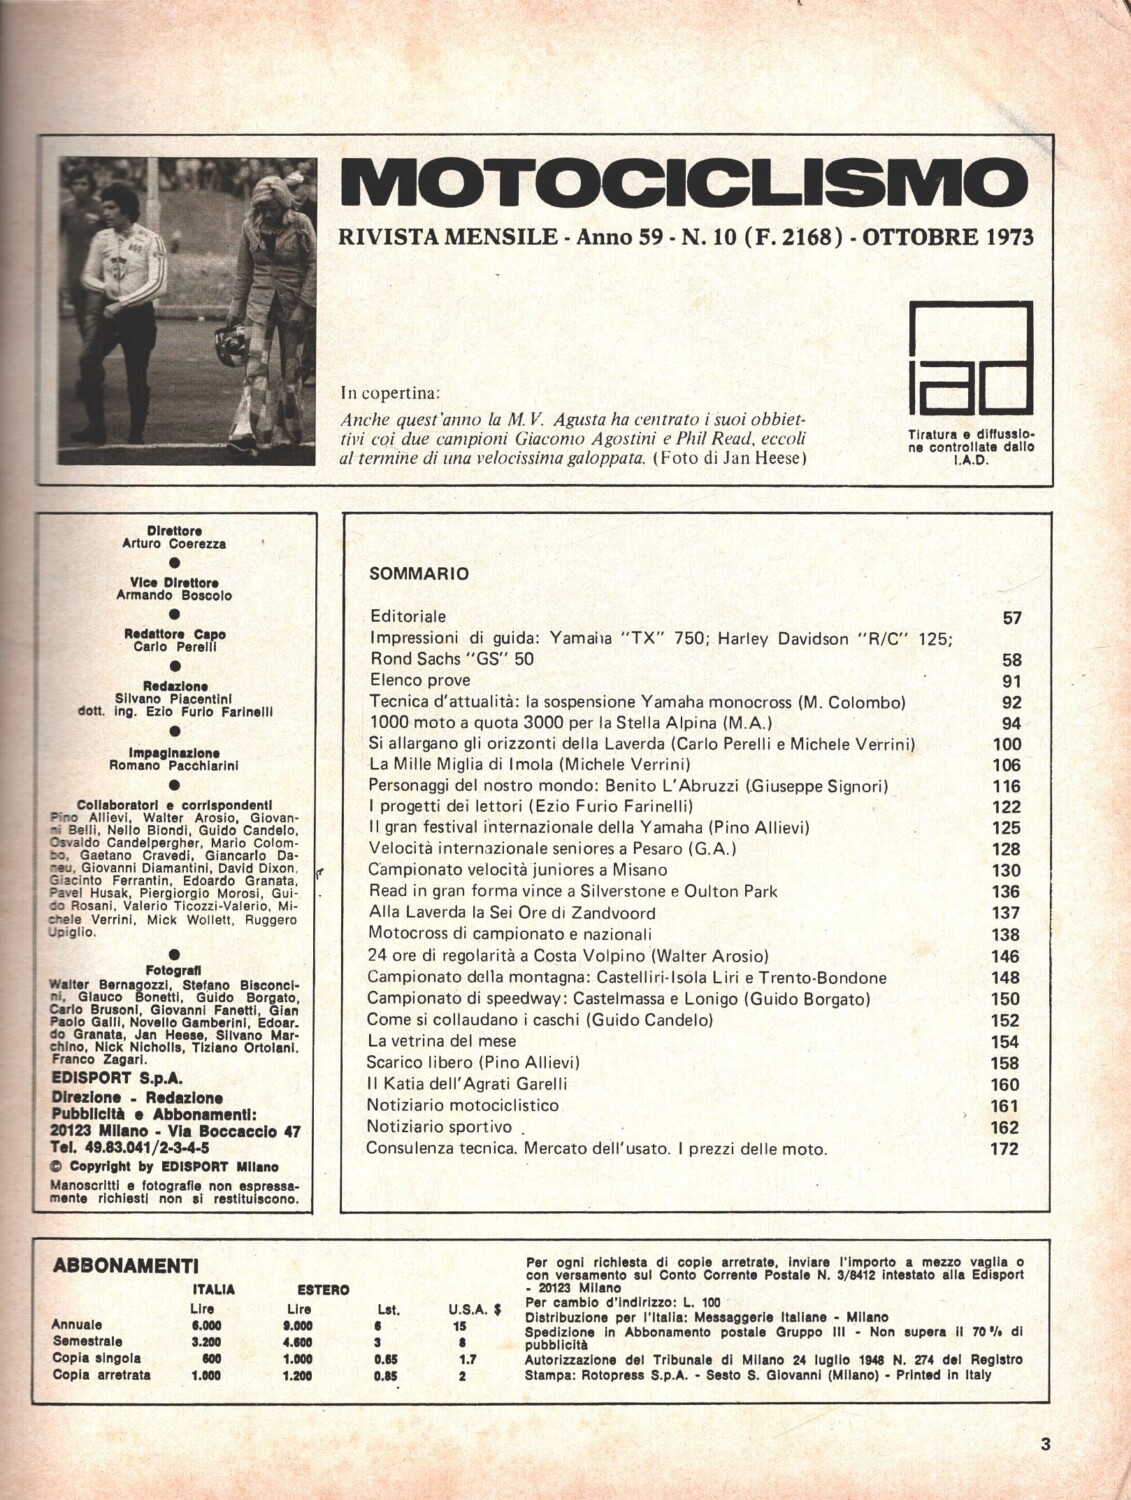 MOTOCICLISMO
RIVISTA MENSILE - Anno 59 - N. 10 (F. 2168) - OTTOBRE 1973
In copertina:
Anche quest'anno la M.V. Agusta ha centrato i suoi obbiet-
tivi coi due campioni Giacomo Agostini e Phil Read, eccoli
al termine di una velocissima galoppata. (Foto di Jan Heese)
iad
Tiratura e diffusio-
ne controllate dallo
I.A.D.
Direttore
Arturo Coerezza
●
Vice Direttore
Armando Boscolo
●
Redattore Capo
Carlo Perelli
●
Redazione
Silvano Piacentini
dott. ing. Ezio Furio Farinelli
●
Impaginazione
Romano Pacchiarini
●
Collaboratori e corrispondenti
Pino Allievi, Walter Arosio, Giovan-
ni Belli, Nello Biondi, Guido Candelo,
Osvaldo Candelpergher, Mario Colom-
bo, Gaetano Cravedi, Giancarlo Da-
neu, Giovanni Diamantini, David Dixon,
Giacinto Ferrantin, Edoardo Granata,
Pavel Husak, Piergiorgio Morosi, Gui-
do Rosani, Valerio Ticozzi-Valerio, Mi-
chele Verrini, Mick Wollett, Ruggero
Upiglio.
●
Fotografi
Walter Bernagozzi, Stefano Bisconci-
ni, Glauco Bonetti, Guido Borgato,
Carlo Brusoni, Giovanni Fanetti, Gian
Paolo Galli, Novello Gamberini, Edoar-
do Granata, Jan Heese, Silvano Mar-
chino, Nick Nicholls, Tiziano Ortolani,
Franco Zagari.
EDISPORT S.p.A.
Direzione - Redazione
Pubblicità e Abbonamenti:
20123 Milano - Via Boccaccio 47
Tel. 49.83.041/2-3-4-5
© Copyright by EDISPORT Milano
Manoscritti e fotografie non espressa-
mente richiesti non si restituiscono.
SOMMARIO
Editoriale 57
Impressioni di guida: Yamaha "TX" 750; Harley Davidson "R/C" 125;
Rond Sachs "GS" 50 58
Elenco prove 91
Tecnica d'attualità: la sospensione Yamaha monocross (M. Colombo) 92
1000 moto a quota 3000 per la Stella Alpina (M.A.) 94
Si allargano gli orizzonti della Laverda (Carlo Perelli e Michele Verrini) 100
La Mille Miglia di Imola (Michele Verrini) 106
Personaggi del nostro mondo: Benito L'Abruzzi (Giuseppe Signori) 116
I progetti dei lettori (Ezio Furio Farinelli) 122
Il gran festival internazionale della Yamaha (Pino Allievi) 125
Velocità internazionale seniores a Pesaro (G.A.) 128
Campionato velocità juniores a Misano 130
Read in gran forma vince a Silverstone e Oulton Park 136
Alla Laverda la Sei Ore di Zandvoord 137
Motocross di campionato e nazionali 138
24 ore di regolarità a Costa Volpino (Walter Arosio) 146
Campionato della montagna: Castelliri-Isola Liri e Trento-Bondone 148
Campionato di speedway: Castelmassa e Lonigo (Guido Borgato) 150
Come si collaudano i caschi (Guido Candelo) 152
La vetrina del mese 154
Scarico libero (Pino Allievi) 158
Il Katia dell'Agrati Garelli 160
Notiziario motociclistico 161
Notiziario sportivo 162
Consulenza tecnica. Mercato dell'usato. I prezzi delle moto. 172
ABBONAMENTI
ITALIA ESTERO
Lire Lire Lst. U.S.A. $
Annuale 6.000 9.000 6 15
Semestrale 3.200 4.600 3 8
Copia singola 600 1.000 0.65 1.7
Copia arretrata 1.000 1.200 0.85 2
Per ogni richiesta di copie arretrate, inviare l'importo a mezzo vaglia o
con versamento sul Conto Corrente Postale N. 3/8412 intestato alla Edisport
- 20123 Milano
Per cambio d'indirizzo: L. 100
Distribuzione per l'Italia: Messaggerie Italiane - Milano
Spedizione in Abbonamento postale Gruppo III - Non supera il 70% di
pubblicità
Autorizzazione del Tribunale di Milano 24 luglio 1948 N. 274 del Registro
Stampa: Rotopress S.p.A. - Sesto S. Giovanni (Milano) - Printed in Italy
3